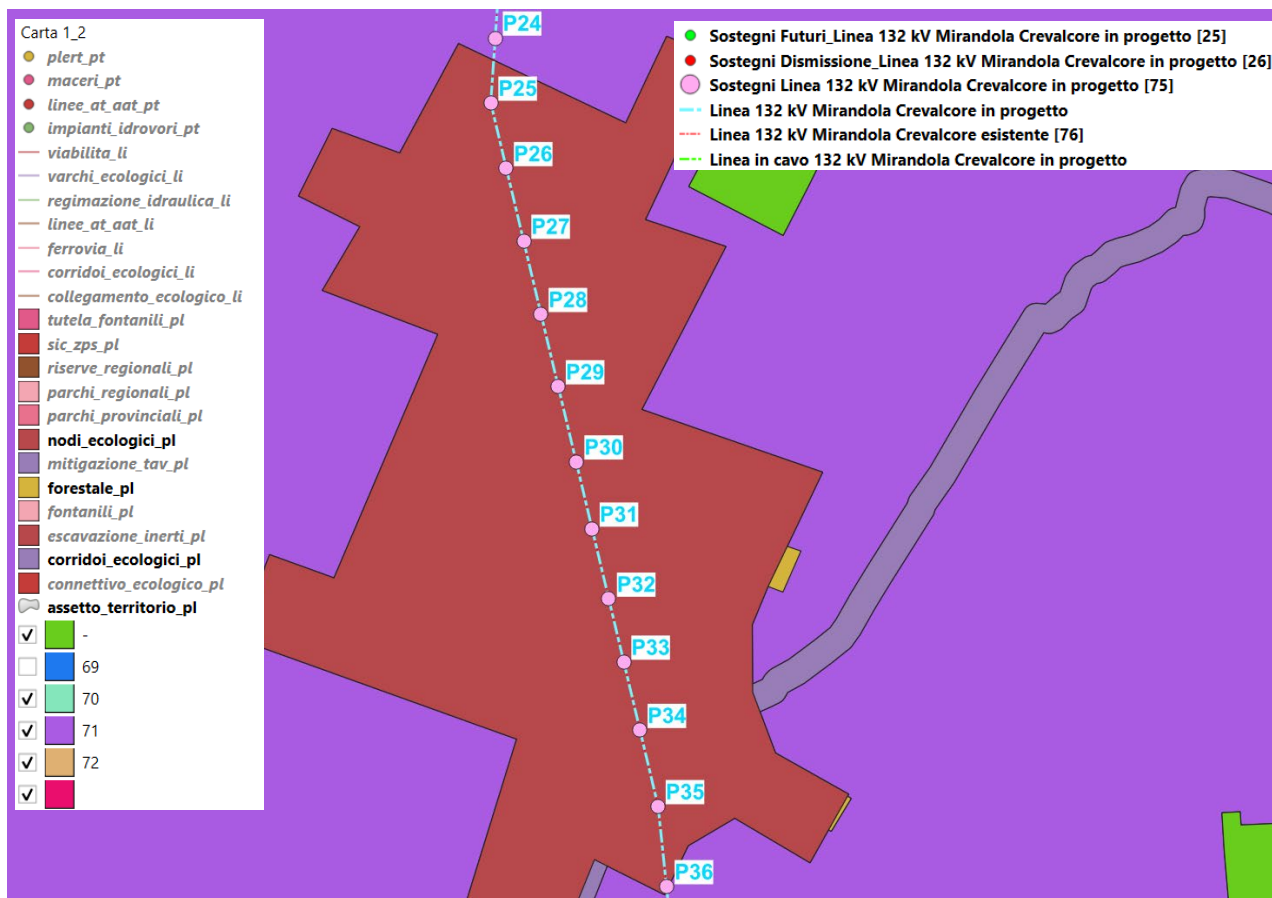 Carta 1_2
plert_pt
maceri_pt
linee_at_aat_pt
impianti_idrovori_pt
viabilita_li
varchi_ecologici_li
regimazione_idraulica_li
linee_at_aat_li
ferrovia_li
corridoi_ecologici_li
collegamento_ecologico_li
tutela_fontanili_pl
sic_zps_pl
riserve_regionali_pl
parchi_regionali_pl
parchi_provinciali_pl
nodi_ecologici_pl
mitigazione_tav_pl
forestale_pl
fontanili_pl
escavazione_inerti_pl
corridoi_ecologici_pl
connettivo_ecologico_pl
assetto_territorio_pl
-
69
70
71
72
Sostegni Futuri_Linea 132 kV Mirandola Crevalcore in progetto [25]
Sostegni Dismissione_Linea 132 kV Mirandola Crevalcore in progetto [26]
Sostegni Linea 132 kV Mirandola Crevalcore in progetto [75]
Linea 132 kV Mirandola Crevalcore in progetto
Linea 132 kV Mirandola Crevalcore esistente [76]
Linea in cavo 132 kV Mirandola Crevalcore in progetto
P24
P25
P26
P27
P28
P29
P30
P31
P32
P33
P34
P35
P36